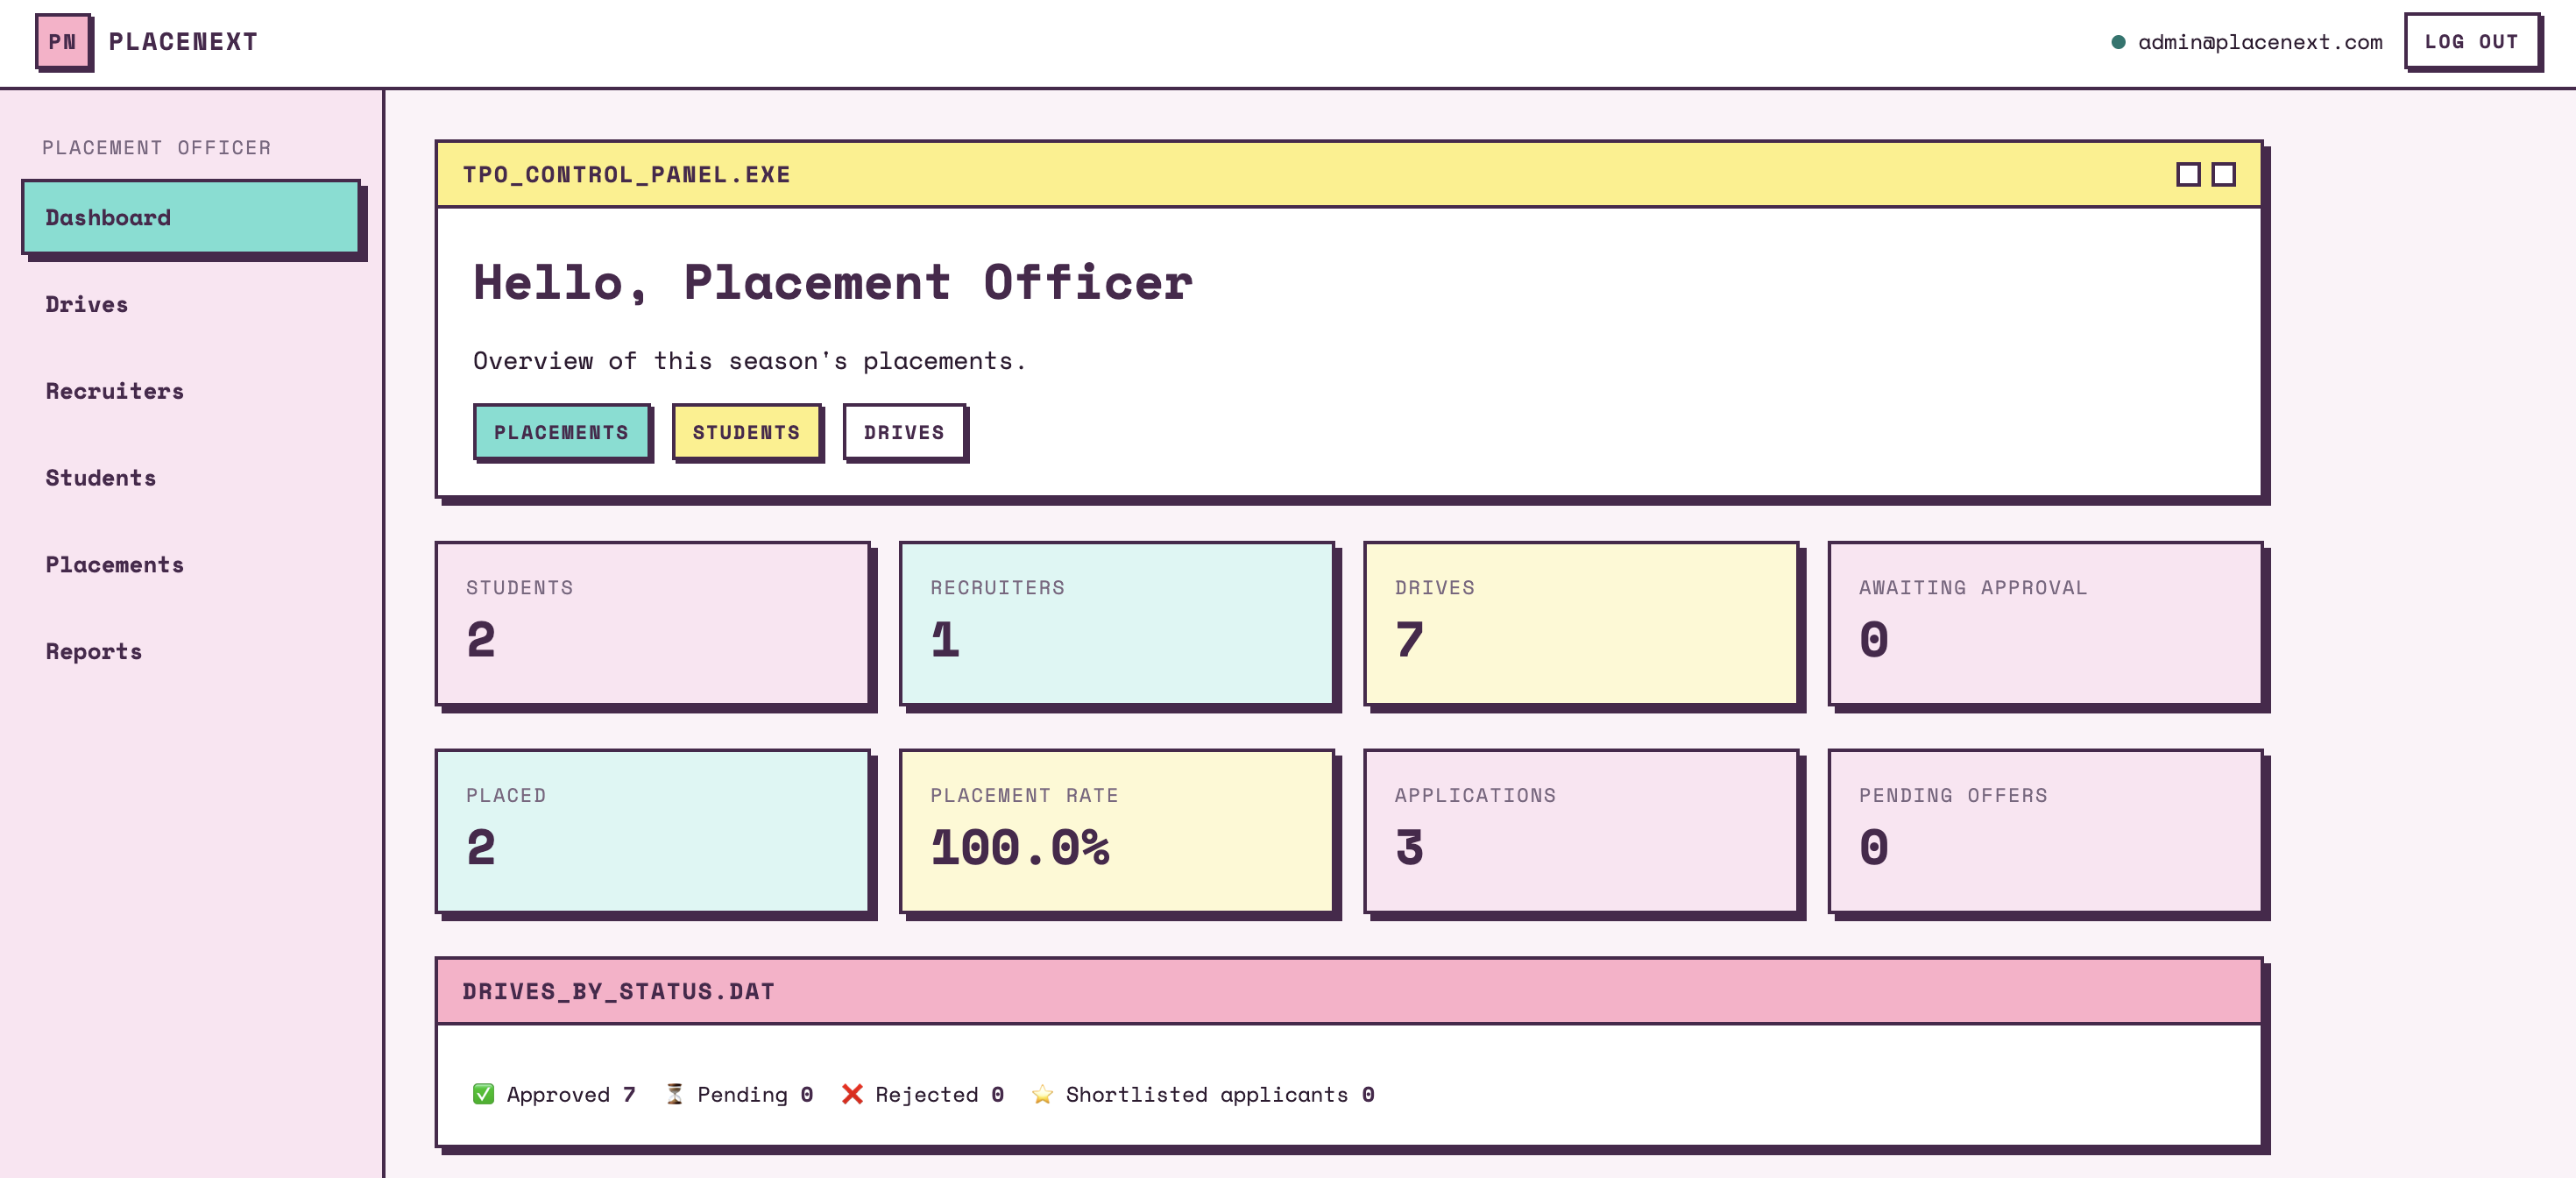 PN PLACENEXT
admin@placenext.com LOG OUT
PLACEMENT OFFICER
Dashboard
Drives
Recruiters
Students
Placements
Reports
TPO_CONTROL_PANEL.EXE
Hello, Placement Officer
Overview of this season's placements.
PLACEMENTS STUDENTS DRIVES
STUDENTS
2
RECRUITERS
1
DRIVES
7
AWAITING APPROVAL
0
PLACED
2
PLACEMENT RATE
100.0%
APPLICATIONS
3
PENDING OFFERS
0
DRIVES_BY_STATUS.DAT
✅ Approved 7 ⏳ Pending 0 ❌ Rejected 0 ⭐ Shortlisted applicants 0